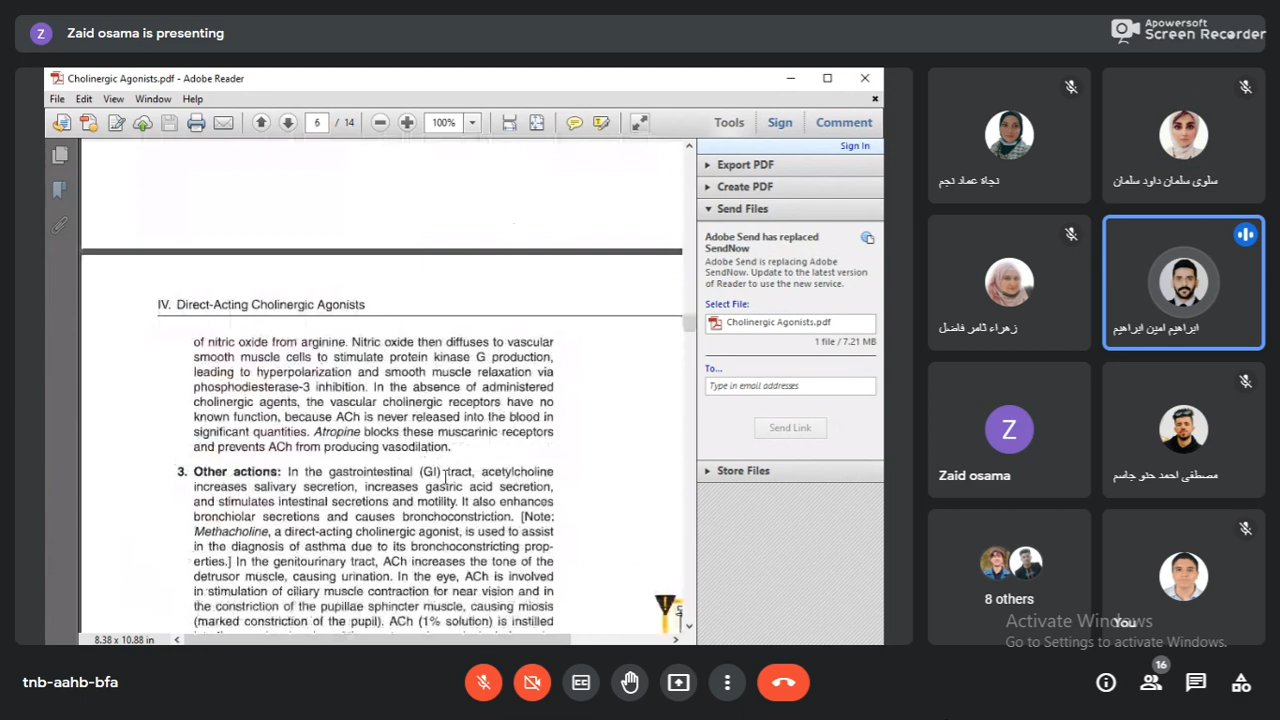 Z
Zaid osama is presenting
Apowersoft
Screen Recorder
Cholinergic Agonists.pdf - Adobe Reader
File Edit View Window Help
6 / 14 100% Tools Sign Comment
Sign In
Export PDF
Create PDF
Send Files
Adobe Send has replaced
SendNow
Adobe Send is replacing Adobe
SendNow. Update to the latest version
of Reader to use the new service.
Select File:
Cholinergic Agonists.pdf
1 file / 7.21 MB
To...
Type in email addresses
Send Link
Store Files
IV. Direct-Acting Cholinergic Agonists
of nitric oxide from arginine. Nitric oxide then diffuses to vascular
smooth muscle cells to stimulate protein kinase G production,
leading to hyperpolarization and smooth muscle relaxation via
phosphodiesterase-3 inhibition. In the absence of administered
cholinergic agents, the vascular cholinergic receptors have no
known function, because ACh is never released into the blood in
significant quantities. Atropine blocks these muscarinic receptors
and prevents ACh from producing vasodilation.
3. Other actions: In the gastrointestinal (GI) tract, acetylcholine
increases salivary secretion, increases gastric acid secretion,
and stimulates intestinal secretions and motility. It also enhances
bronchiolar secretions and causes bronchoconstriction. [Note:
Methacholine, a direct-acting cholinergic agonist, is used to assist
in the diagnosis of asthma due to its bronchoconstricting prop-
erties.] In the genitourinary tract, ACh increases the tone of the
detrusor muscle, causing urination. In the eye, ACh is involved
in stimulation of ciliary muscle contraction for near vision and in
the constriction of the pupillae sphincter muscle, causing miosis
(marked constriction of the pupil). ACh (1% solution) is instilled
8.38 x 10.88 in
نجاة عماد نجم
سلوى سلمان داود سلمان
زهراء ثامر فاضل
ابراهيم امين ابراهيم
Z
Zaid osama
مصطفى احمد حنو جاسم
8 others
You
Activate Windows
Go to Settings to activate Windows.
tnb-aahb-bfa
16